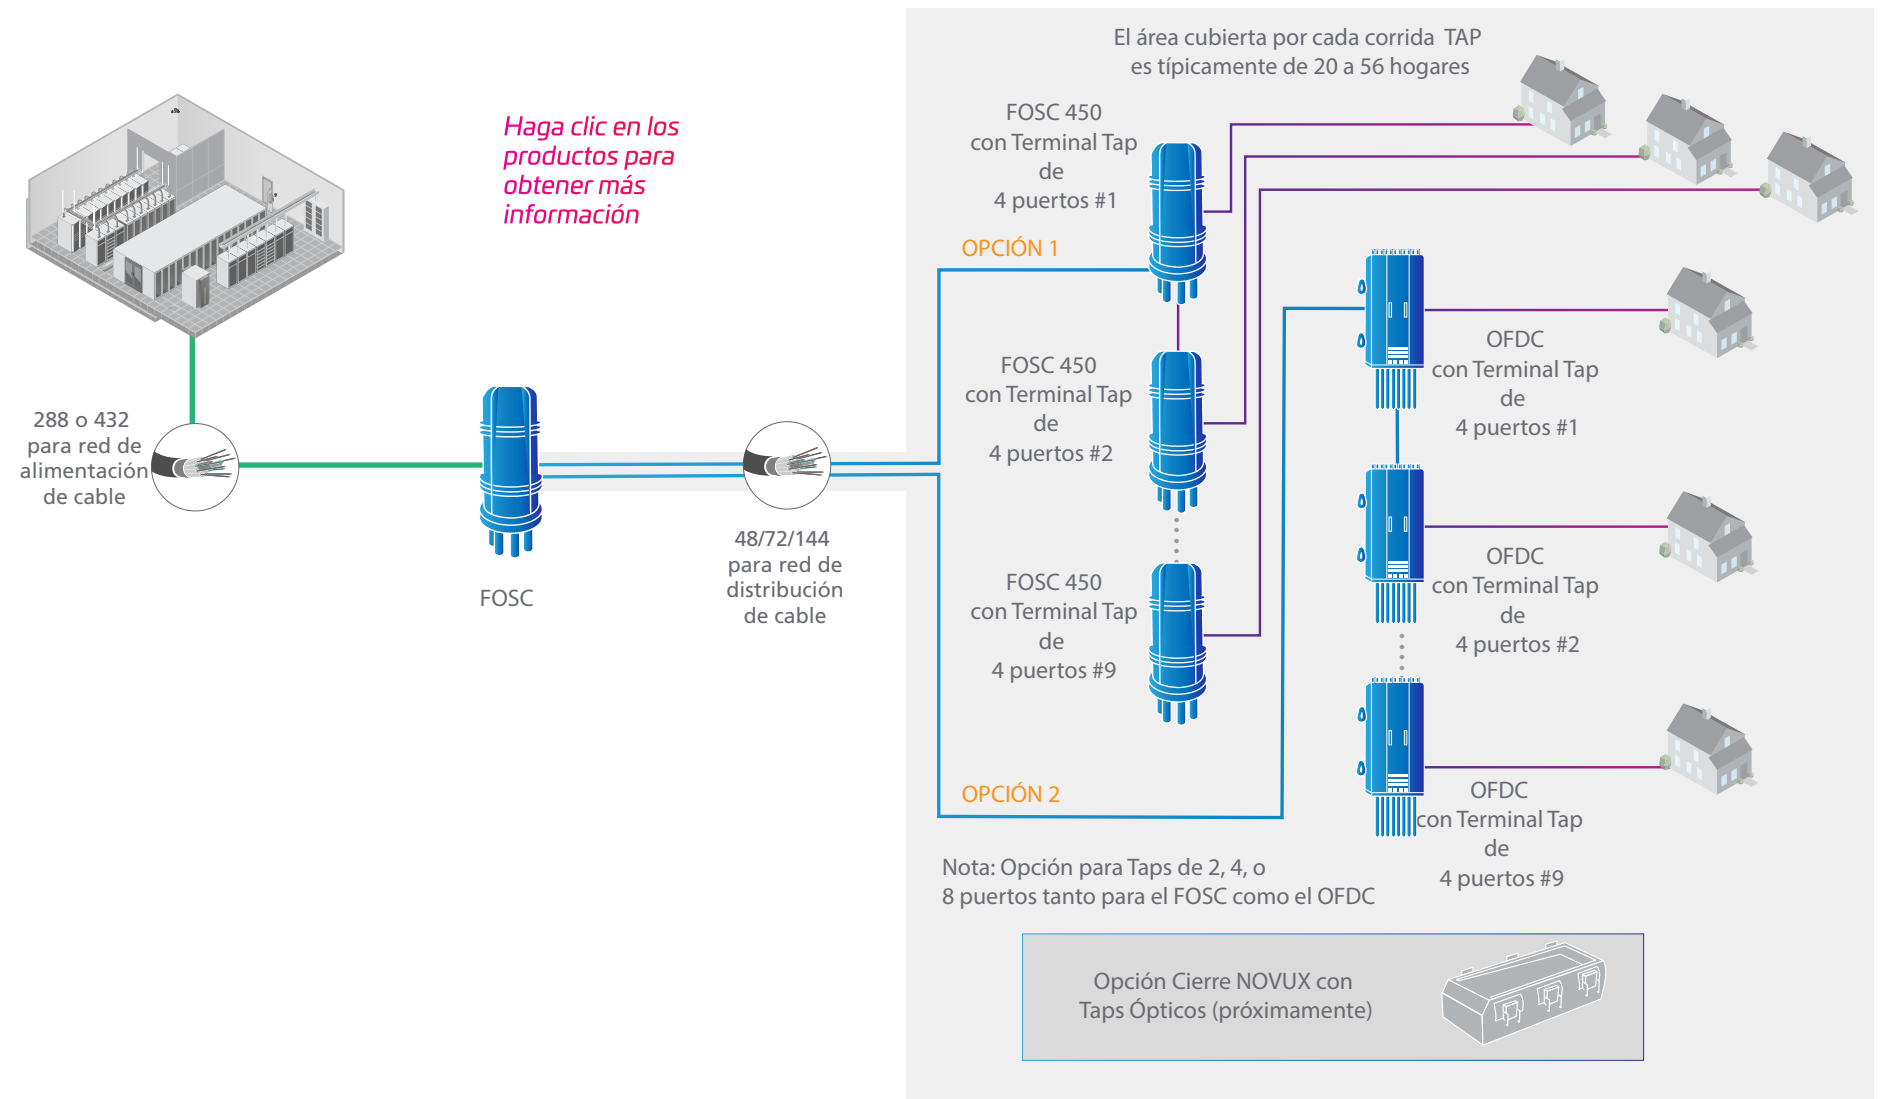 El área cubierta por cada corrida TAP
es típicamente de 20 a 56 hogares
Haga clic en los
productos para
obtener más
información
288 o 432
para red de
alimentación
de cable
FOSC
48/72/144
para red de
distribución
de cable
FOSC 450
con Terminal Tap
de
4 puertos #1
OPCIÓN 1
FOSC 450
con Terminal Tap
de
4 puertos #2
FOSC 450
con Terminal Tap
de
4 puertos #9
OPCIÓN 2
OFDC
con Terminal Tap
de
4 puertos #1
OFDC
con Terminal Tap
de
4 puertos #2
OFDC
con Terminal Tap
de
4 puertos #9
Nota: Opción para Taps de 2, 4, o
8 puertos tanto para el FOSC como el OFDC
Opción Cierre NOVUX con
Taps Ópticos (próximamente)